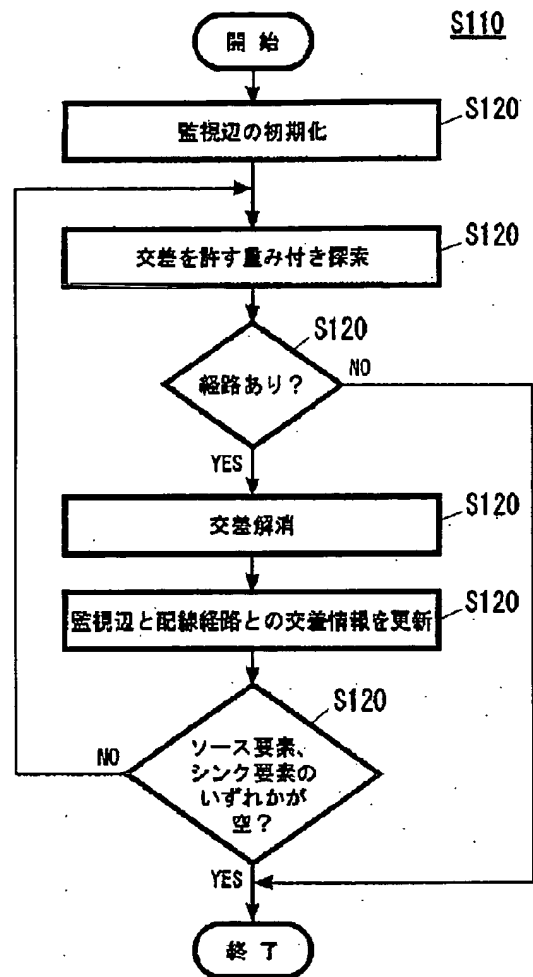 S110
開始
S120
監視辺の初期化
S120
交差を許す重み付き探索
S120
経路あり？
NO
YES
S120
交差解消
S120
監視辺と配線経路との交差情報を更新
S120
ソース要素、
シンク要素の
いずれかが
空？
NO
YES
終了